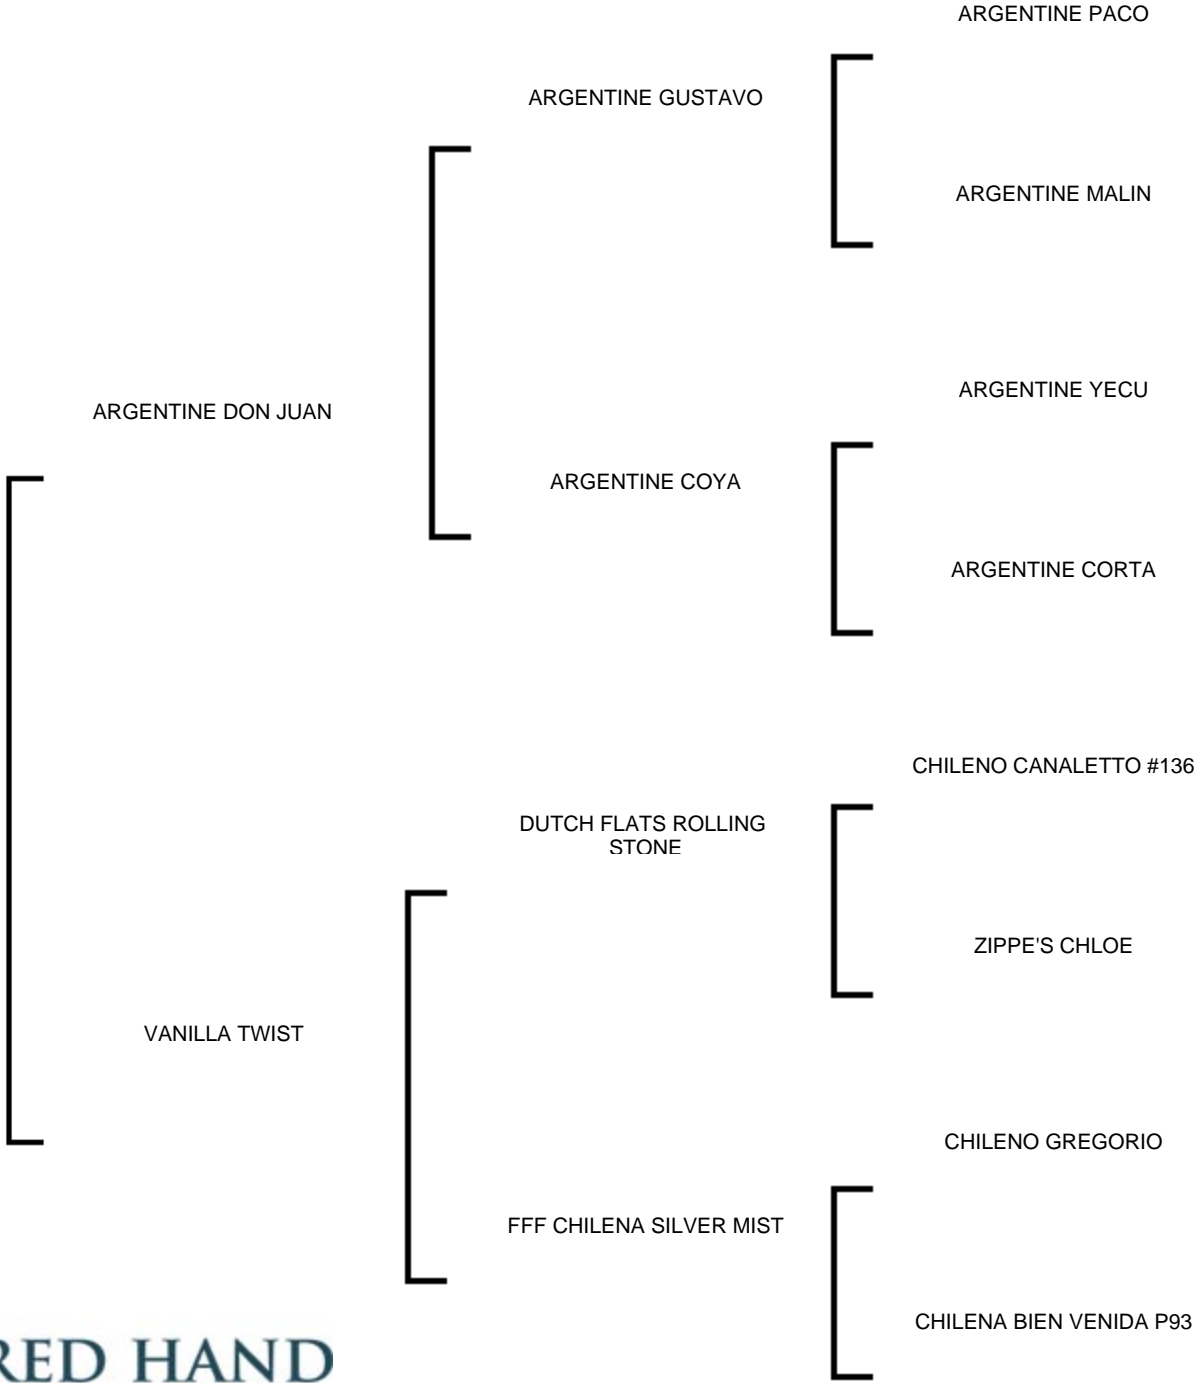 ARGENTINE PACO
ARGENTINE GUSTAVO
ARGENTINE MALIN
ARGENTINE YECU
ARGENTINE DON JUAN
ARGENTINE COYA
ARGENTINE CORTA
CHILENO CANALETTO #136
DUTCH FLATS ROLLING
STONE
ZIPPE'S CHLOE
VANILLA TWIST
CHILENO GREGORIO
FFF CHILENA SILVER MIST
CHILENA BIEN VENIDA P93
RED HAND